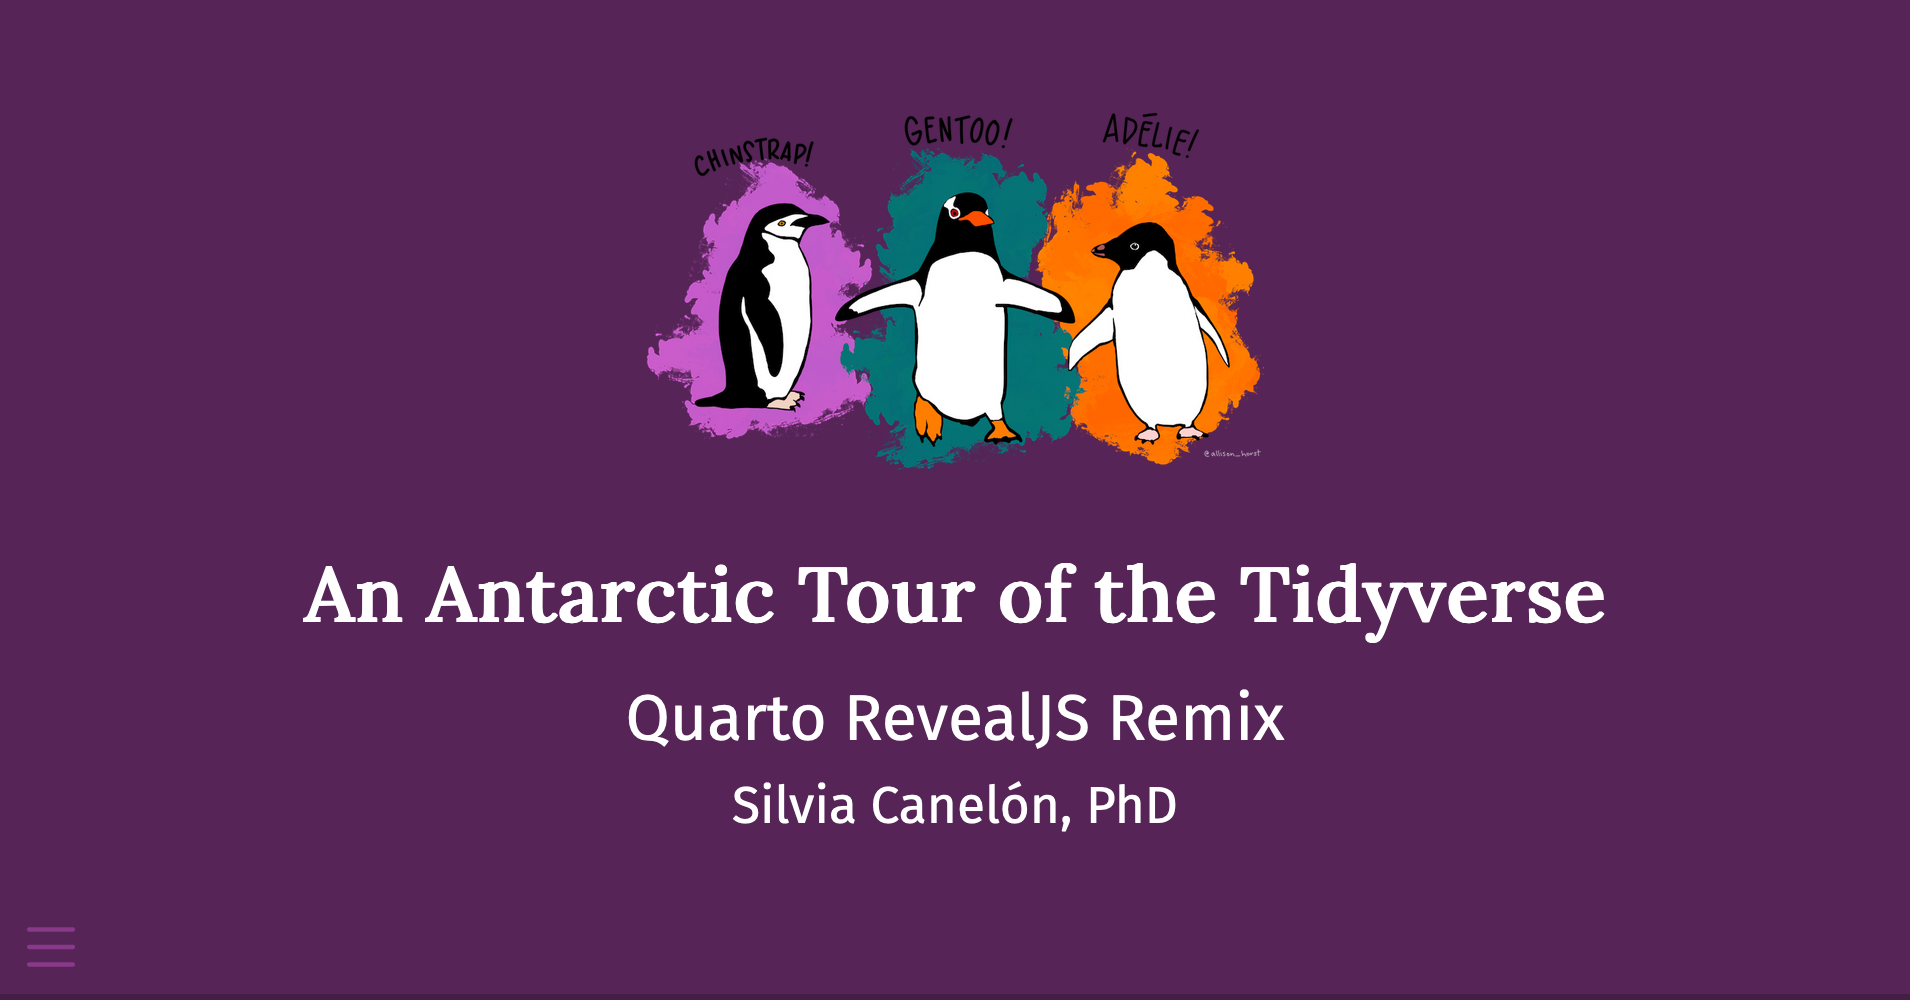 CHINSTRAP!
GENTOO!
ADÉLIE!
@allison_horst
An Antarctic Tour of the Tidyverse
Quarto RevealJS Remix
Silvia Canelón, PhD